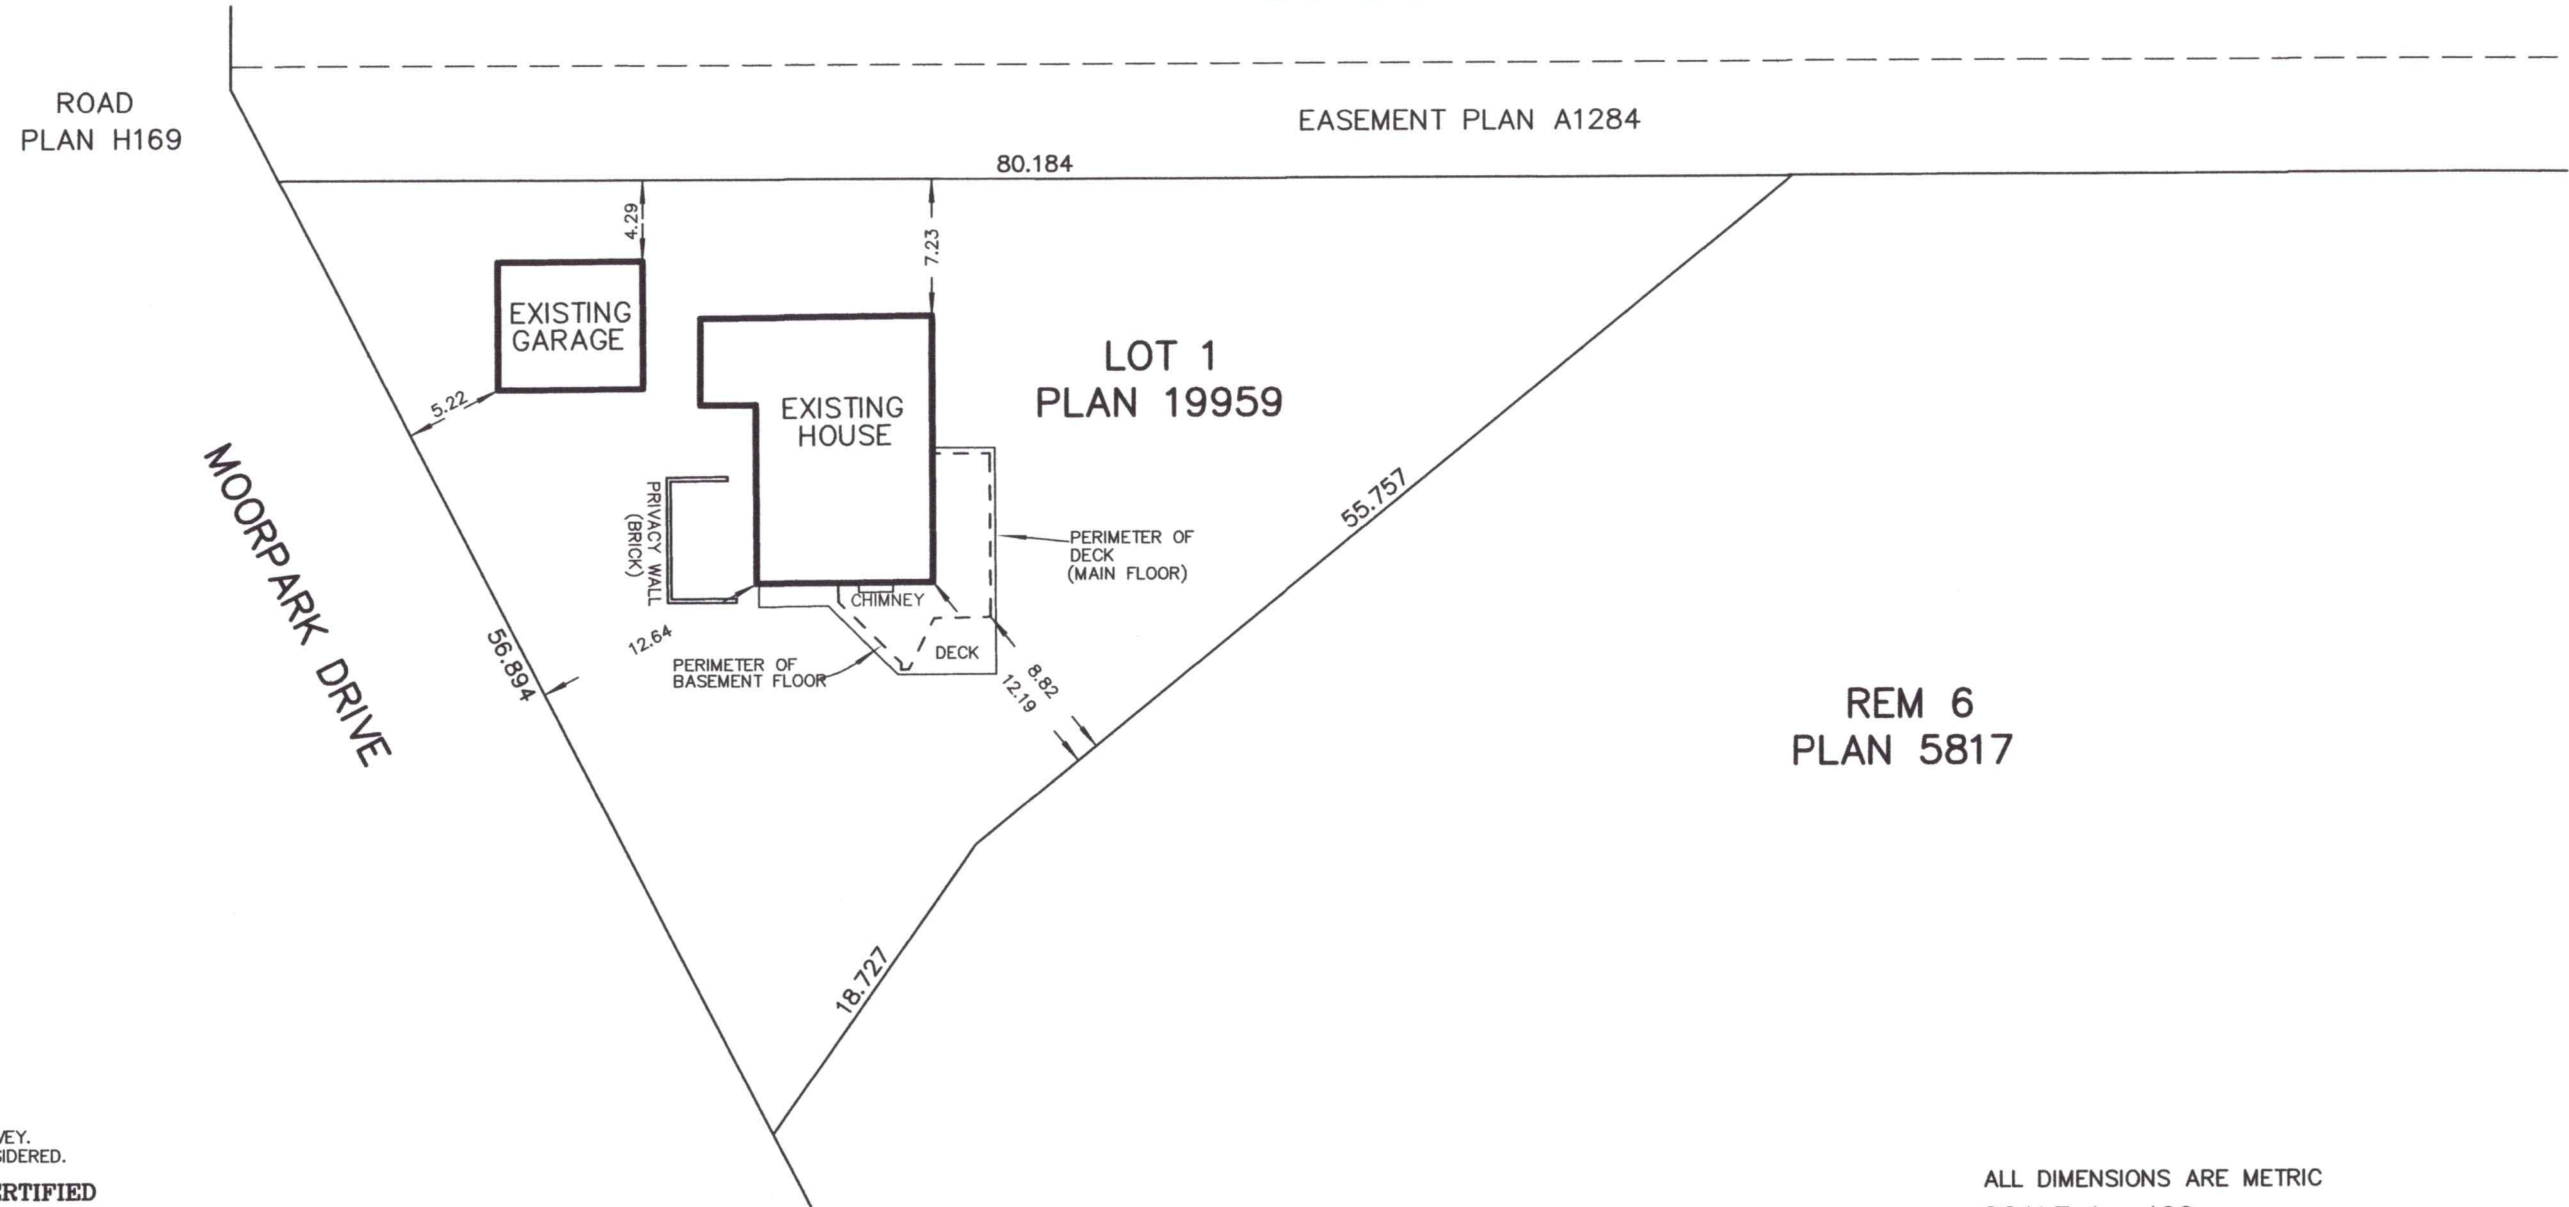 ROAD
PLAN H169
EASEMENT PLAN A1284
80.184
4.29
7.23
EXISTING
GARAGE
5.22
LOT 1
PLAN 19959
EXISTING
HOUSE
MOORPARK DRIVE
PRIVACY WALL
(BRICK)
55.757
PERIMETER OF
DECK
(MAIN FLOOR)
CHIMNEY
12.64
56.894
PERIMETER OF
BASEMENT FLOOR
DECK
8.82
12.19
REM 6
PLAN 5817
18.727
ALL DIMENSIONS ARE METRIC